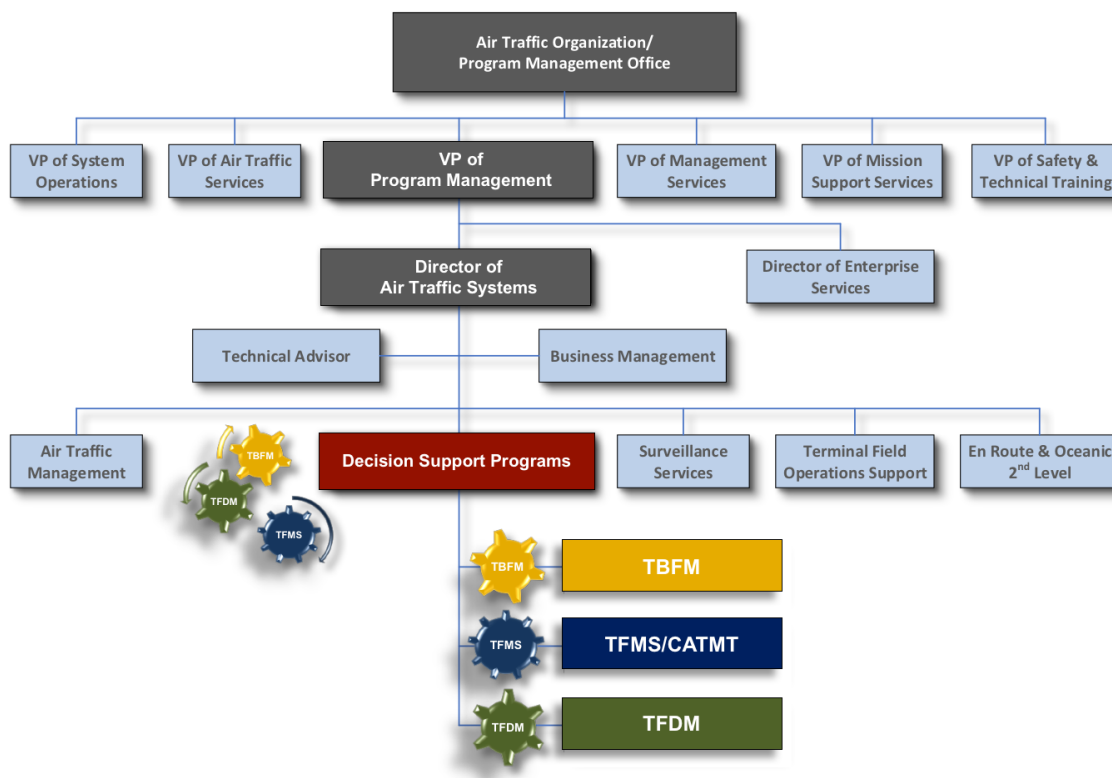 Air Traffic Organization/
Program Management Office
VP of System
Operations
VP of Air Traffic
Services
VP of
Program Management
VP of Management
Services
VP of Mission
Support Services
VP of Safety &
Technical Training
Director of
Air Traffic Systems
Director of Enterprise
Services
Technical Advisor
Business Management
Air Traffic
Management
TBFM
TFDM
TFMS
Decision Support Programs
Surveillance
Services
Terminal Field
Operations Support
En Route & Oceanic
2nd Level
TBFM
TBFM
TFMS
TFMS/CATMT
TFDM
TFDM